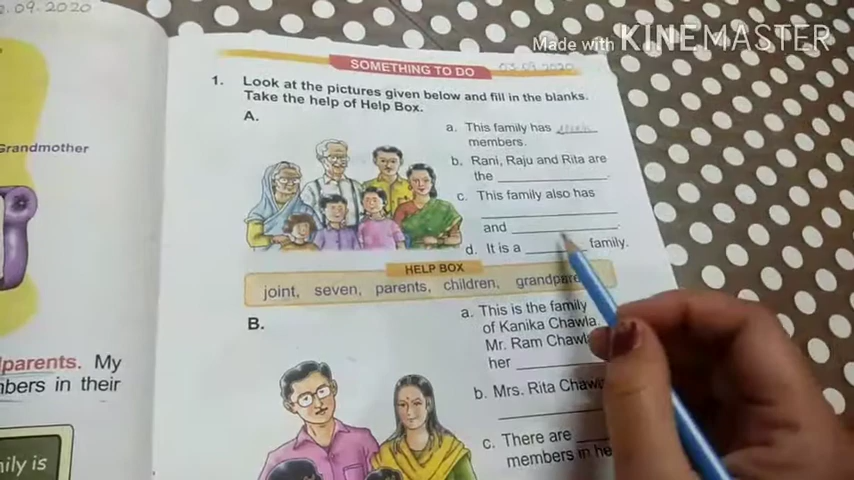 .09.2020
Made with KINEMASTER
SOMETHING TO DO
03.09.2020
1. Look at the pictures given below and fill in the blanks.
Take the help of Help Box.
A.
a. This family has
members.
b. Rani, Raju and Rita are
the
c. This family also has
and
d. It is a family.
HELP BOX
joint, seven, parents, children, grandpare
B.
a. This is the family
of Kanika Chawla.
Mr. Ram Chawla
her
b. Mrs. Rita Chaw
c. There are
members in he
Grandmother
parents. My
bers in their
ily is